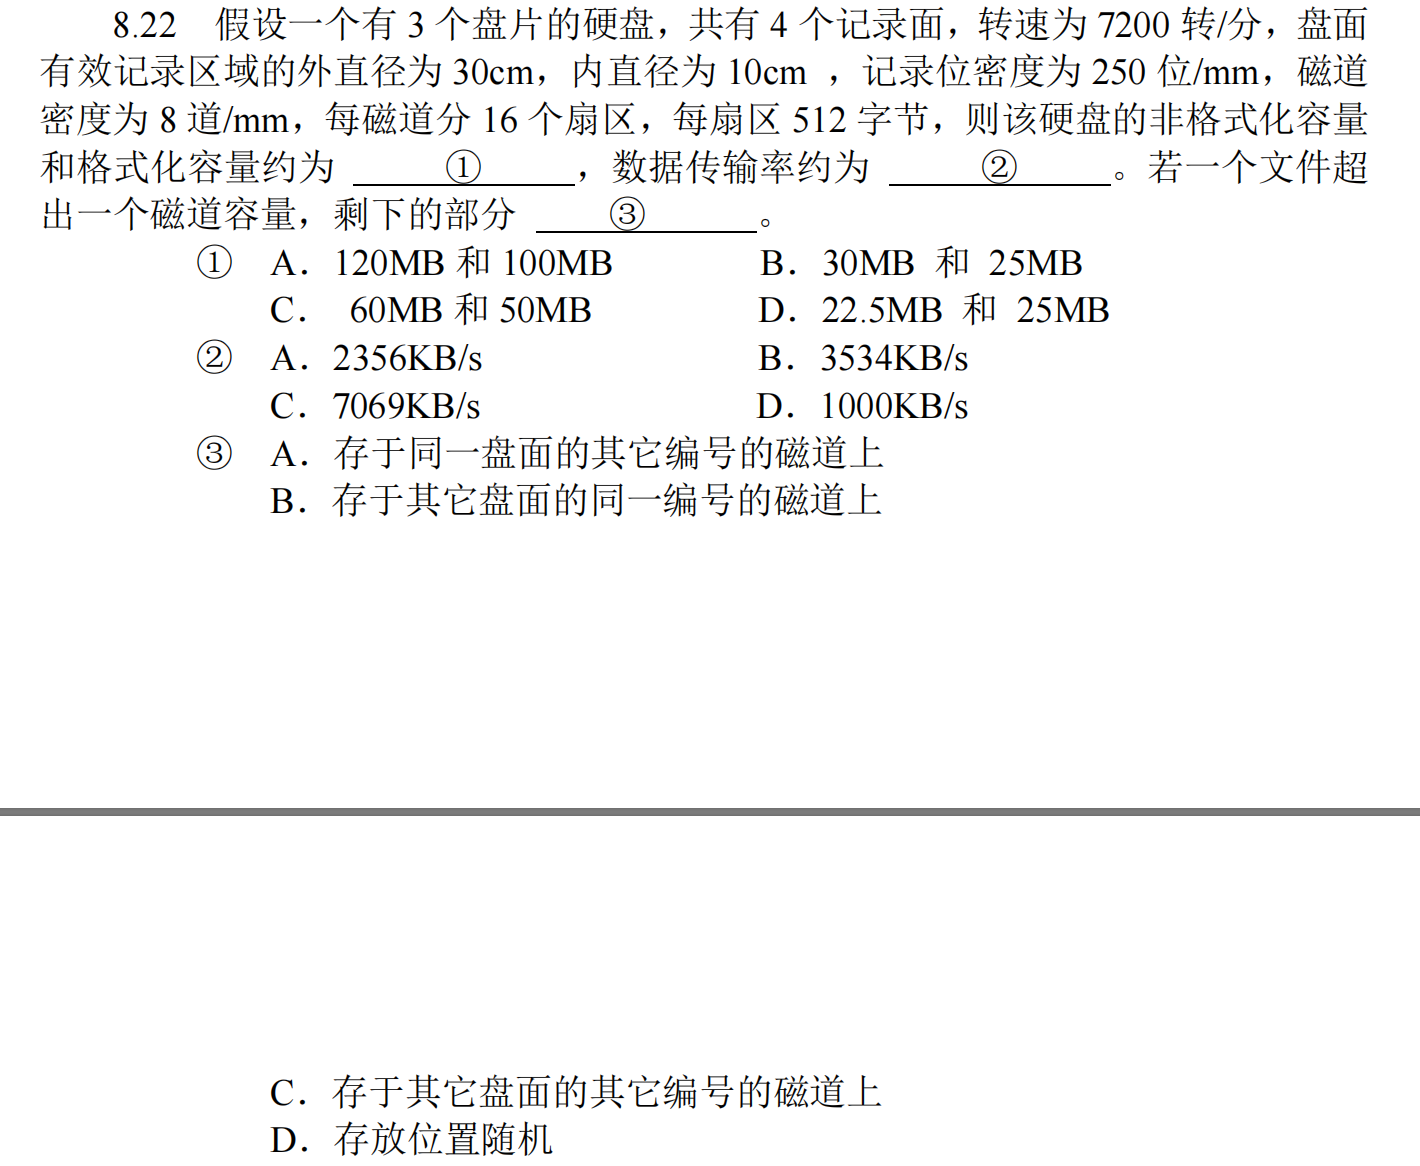 8.22 假设一个有 3 个盘片的硬盘，共有 4 个记录面，转速为 7200 转/分，盘面
有效记录区域的外直径为 30cm，内直径为 10cm ，记录位密度为 250 位/mm，磁道
密度为 8 道/mm，每磁道分 16 个扇区，每扇区 512 字节，则该硬盘的非格式化容量
和格式化容量约为 ① ，数据传输率约为 ② 。若一个文件超
出一个磁道容量，剩下的部分 ③ 。
① A．120MB 和 100MB B．30MB 和 25MB
C． 60MB 和 50MB D．22.5MB 和 25MB
② A．2356KB/s B．3534KB/s
C．7069KB/s D．1000KB/s
③ A．存于同一盘面的其它编号的磁道上
B．存于其它盘面的同一编号的磁道上
C．存于其它盘面的其它编号的磁道上
D．存放位置随机